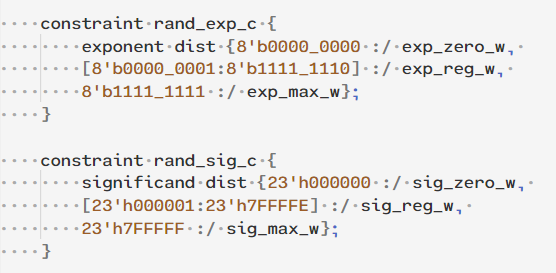 constraint rand_exp_c {
exponent dist {8'b0000_0000 :/ exp_zero_w,
[8'b0000_0001:8'b1111_1110] :/ exp_reg_w,
8'b1111_1111 :/ exp_max_w};
}
constraint rand_sig_c {
significand dist {23'h000000 :/ sig_zero_w,
[23'h000001:23'h7FFFFE] :/ sig_reg_w,
23'h7FFFFF :/ sig_max_w};
}